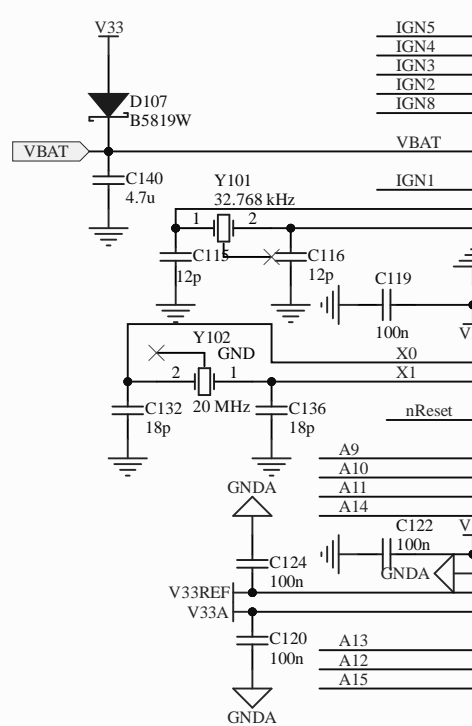 V33
IGN5
IGN4
IGN3
IGN2
IGN8
D107
B5819W
VBAT
VBAT
C140
4.7u
Y101
32.768 kHz
IGN1
1 2
C115
12p
C116
12p
C119
100n
V
Y102
GND
X0
2 1
X1
20 MHz
C132
18p
C136
18p
nReset
A9
A10
A11
A14
GNDA
C122
100n
V
C124
100n
GNDA
V33REF
V33A
C120
100n
A13
A12
A15
GNDA